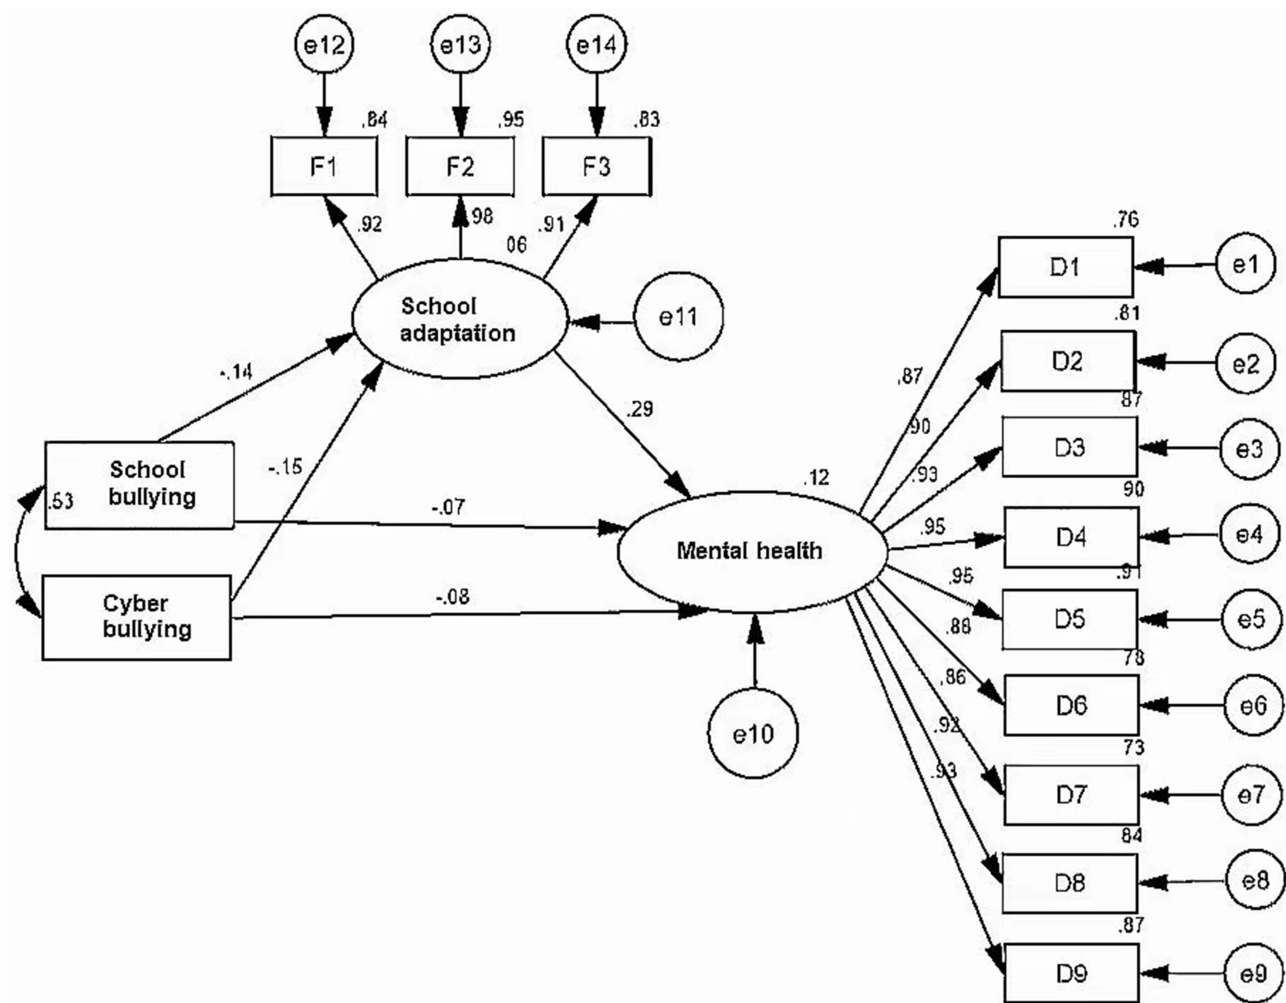 e12 e13 e14
.84 .95 .83
F1 F2 F3
.92 .98 .91
06
School
adaptation
e11
-.14
-.15
.29
School
bullying
.53
Cyber
bullying
-.07
-.08
.12
Mental health
e10
.76
D1 e1
.87
.81
D2 e2
.90
87
D3 e3
.93
90
D4 e4
.95
.91
D5 e5
.95
78
D6 e6
.88
73
D7 e7
.86
84
D8 e8
.92
.87
D9 e9
.93